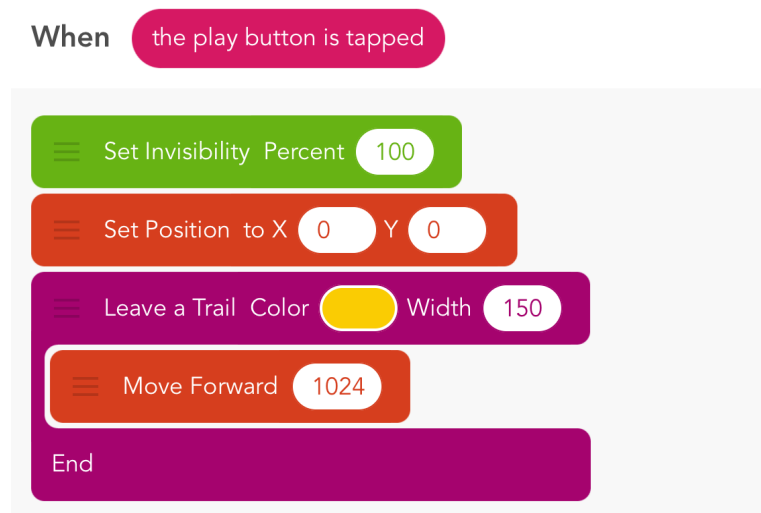 When the play button is tapped
Set Invisibility Percent 100
Set Position to X 0 Y 0
Leave a Trail Color Width 150
Move Forward 1024
End